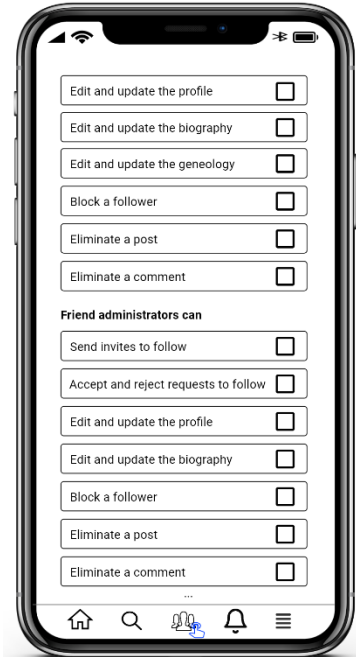 Edit and update the profile
Edit and update the biography
Edit and update the geneology
Block a follower
Eliminate a post
Eliminate a comment
Friend administrators can
Send invites to follow
Accept and reject requests to follow
Edit and update the profile
Edit and update the biography
Block a follower
Eliminate a post
Eliminate a comment
...